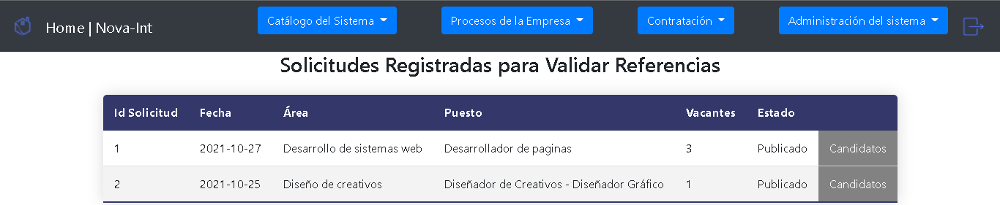 Home | Nova-Int Catálogo del Sistema Procesos de la Empresa Contratación Administración del sistema
Solicitudes Registradas para Validar Referencias
Id Solicitud Fecha Área Puesto Vacantes Estado
1 2021-10-27 Desarrollo de sistemas web Desarrollador de paginas 3 Publicado Candidatos
2 2021-10-25 Diseño de creativos Diseñador de Creativos - Diseñador Gráfico 1 Publicado Candidatos